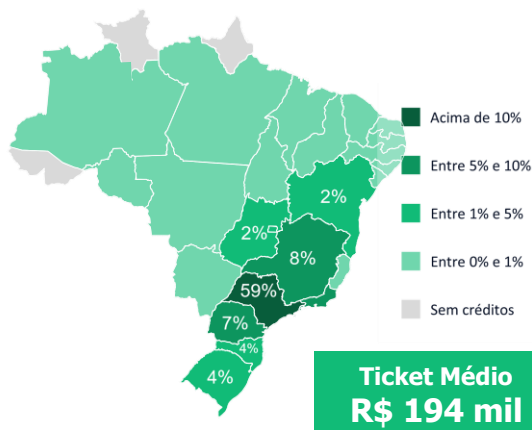 Acima de 10%
Entre 5% e 10%
2%
Entre 1% e 5%
2%
8%
Entre 0% e 1%
59%
Sem créditos
7%
4%
4%
Ticket Médio
R$ 194 mil